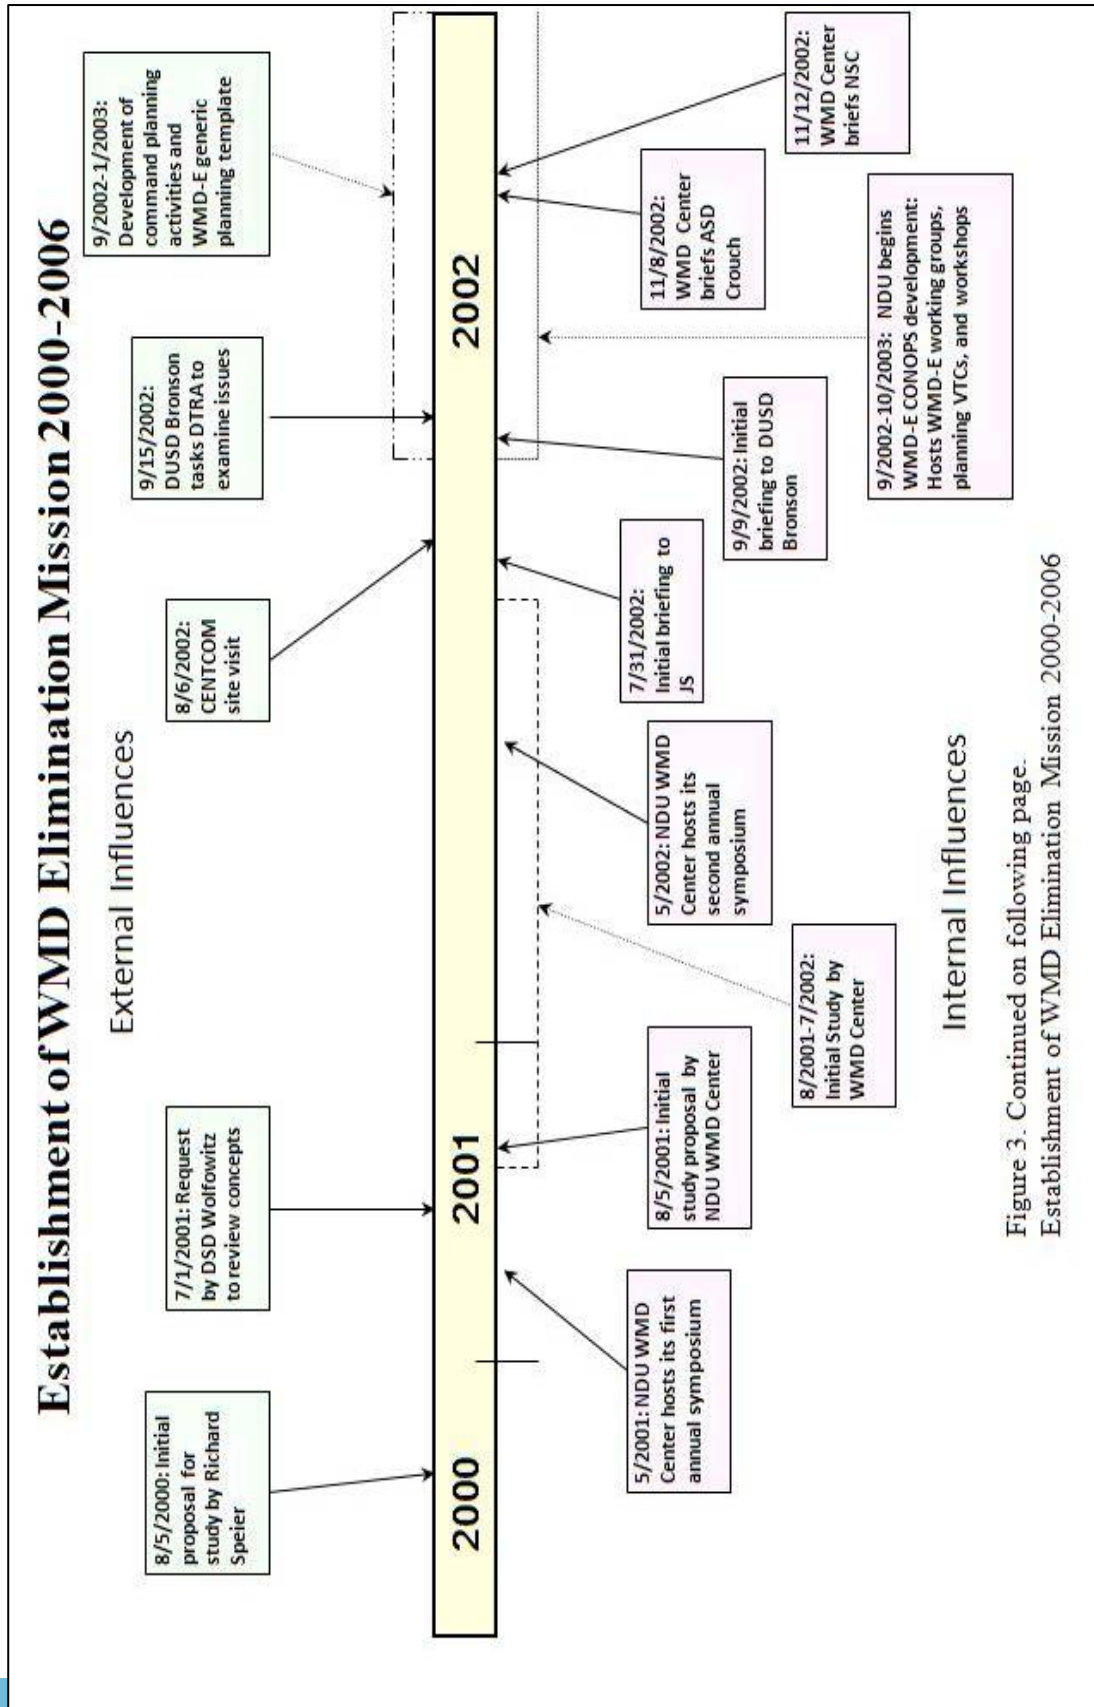 Establishment of WMD Elimination Mission 2000-2006
External Influences
8/5/2000: Initial
proposal for
study by Richard
Speier
7/1/2001: Request
by DSD Wolfowitz
to review concepts
8/6/2002:
CENTCOM
site visit
9/15/2002:
DUSD Bronson
tasks DTRA to
examine issues
9/2002-1/2003:
Development of
command planning
activities and
WMD-E generic
planning template
2000
2001
2002
5/2001: NDU WMD
Center hosts its first
annual symposium
8/5/2001: Initial
study proposal by
NDU WMD Center
8/2001-7/2002:
Initial Study by
WMD Center
5/2002: NDU WMD
Center hosts its
second annual
symposium
7/31/2002:
Initial briefing to
JS
9/9/2002: Initial
briefing to DUSD
Bronson
9/2002-10/2003: NDU begins
WMD-E CONOPS development:
Hosts WMD-E working groups,
planning VTCs, and workshops
11/8/2002:
WMD Center
briefs ASD
Crouch
11/12/2002:
WMD Center
briefs NSC
Internal Influences
Figure 3. Continued on following page.
Establishment of WMD Elimination Mission 2000-2006